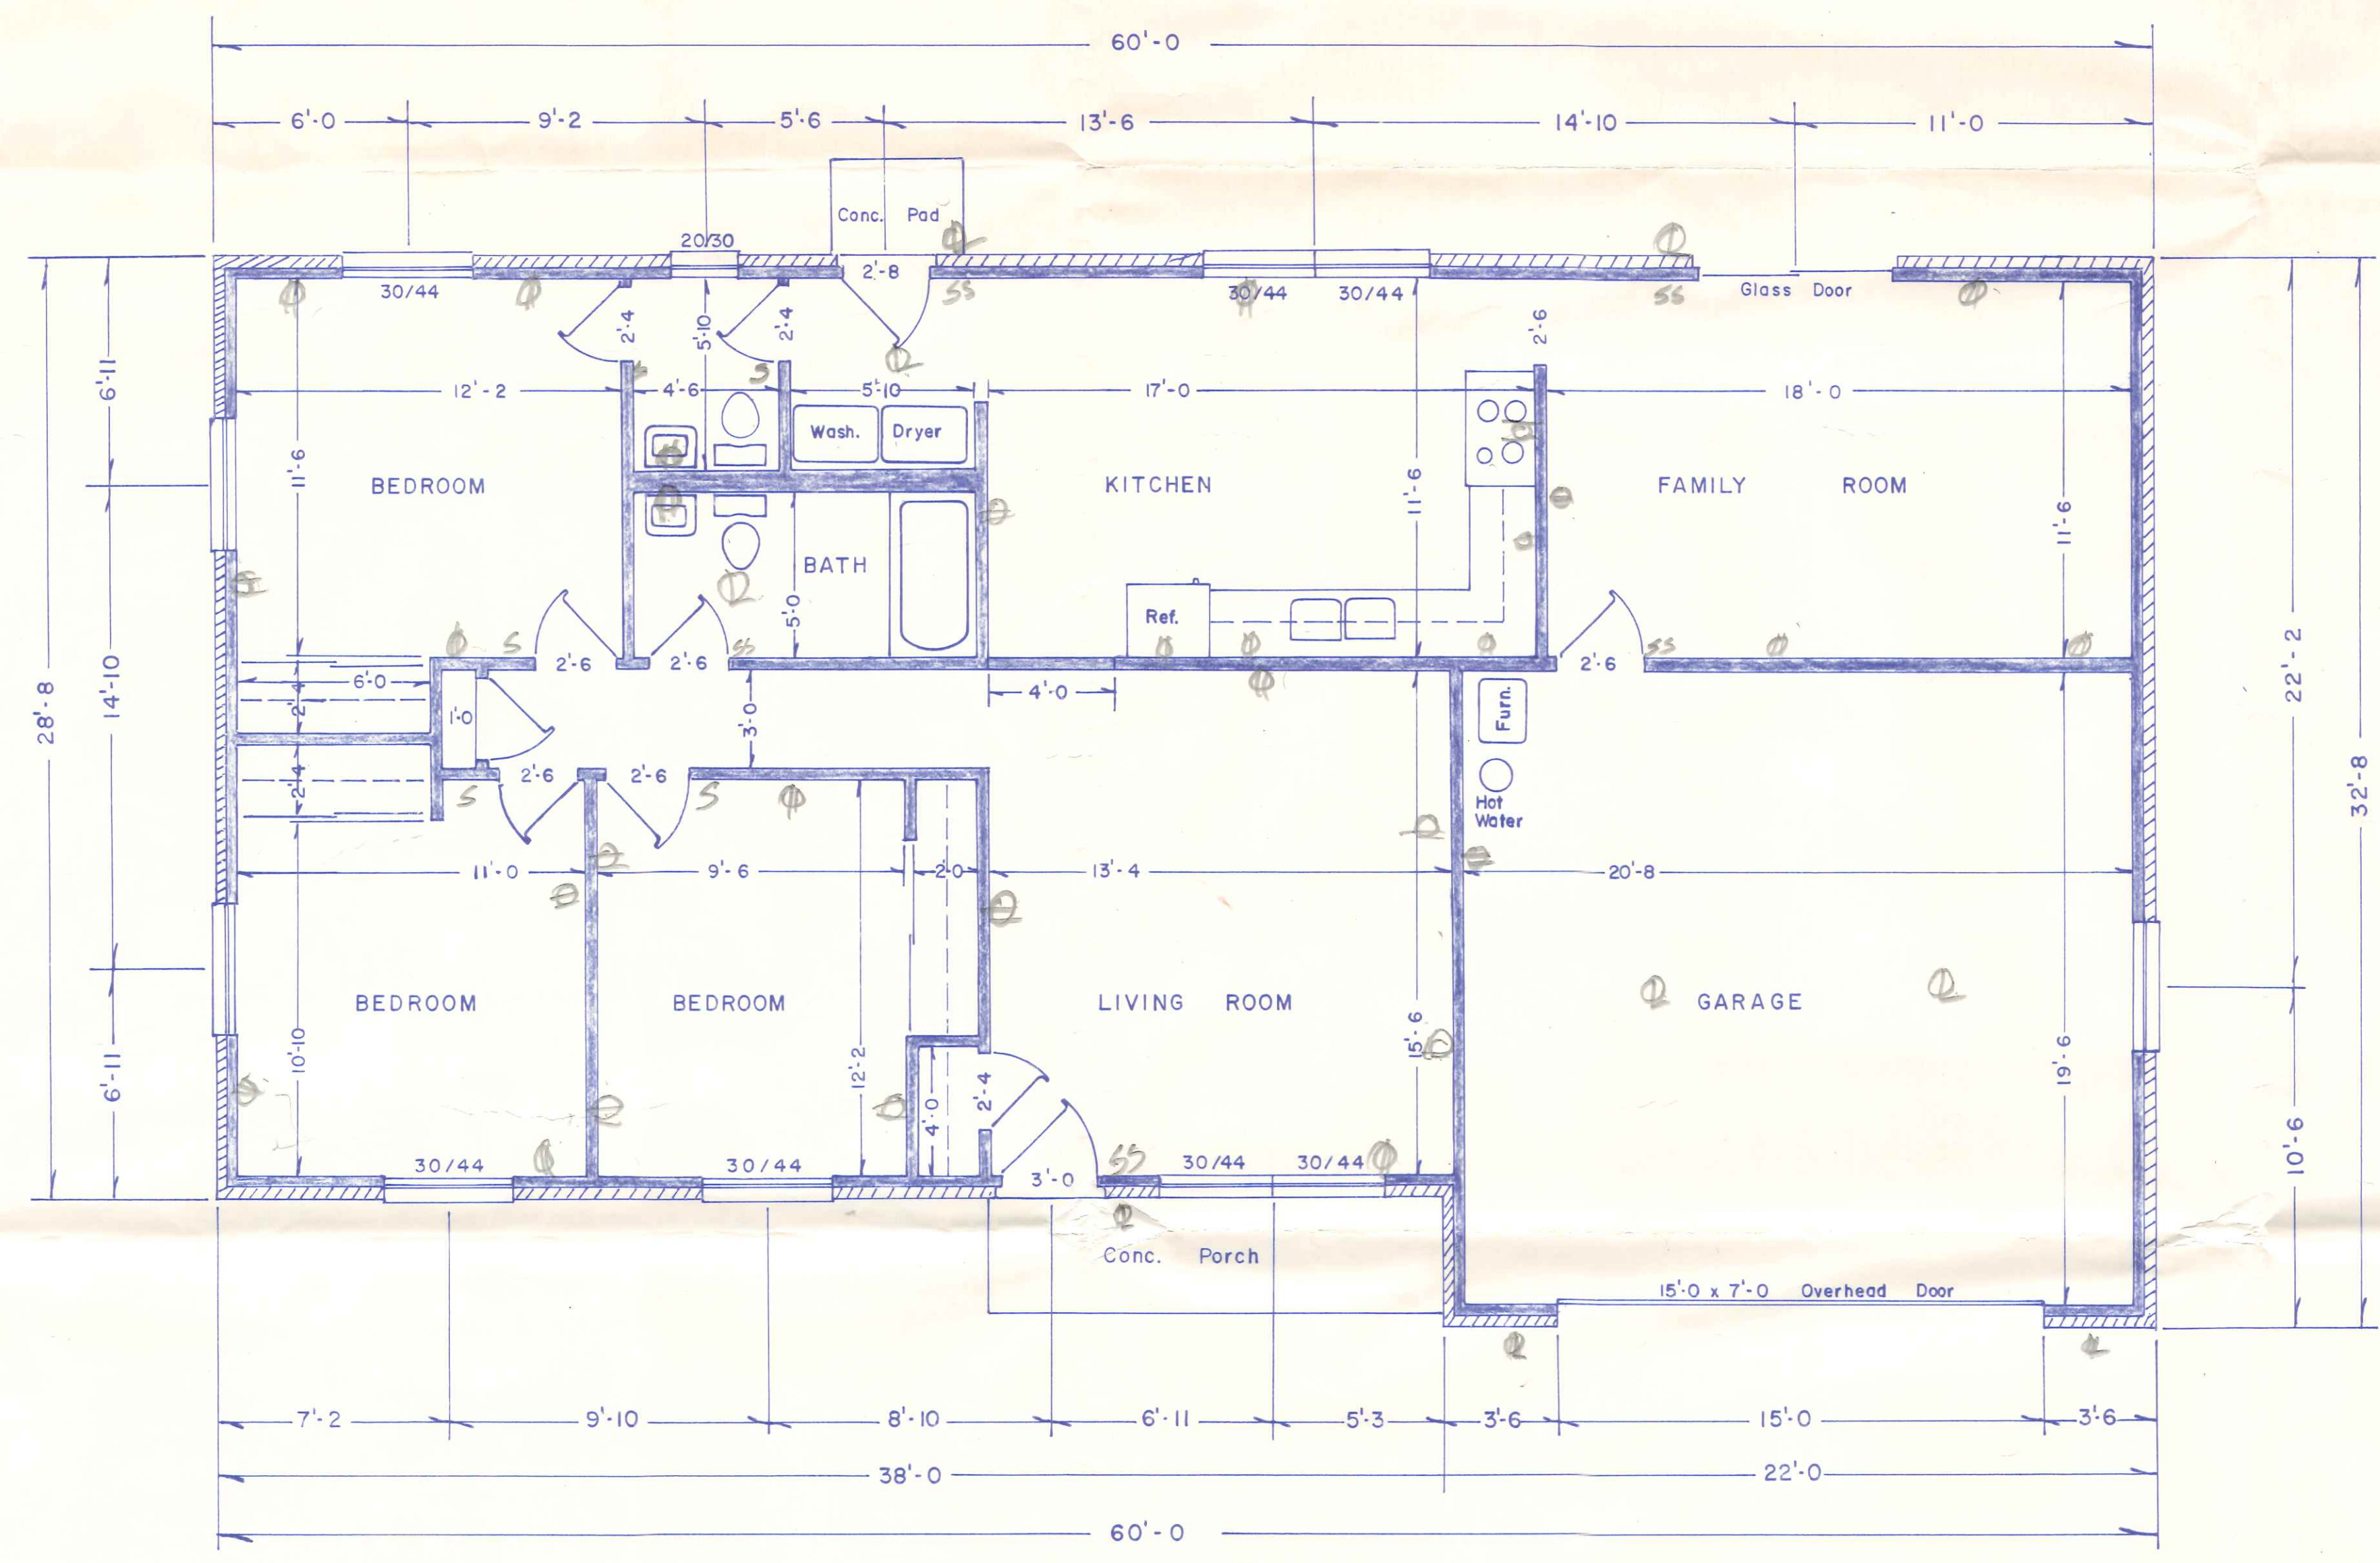 60'-0
6'-0 9'-2 5'-6 13'-6 14'-10 11'-0
Conc. Pad
20/30
2'-8
30/44 SS 30/44 30/44 SS Glass Door
2'-4 5'-10 2'-4 2'-6
6'-11
S
12'-2 4'-6 5'-10 17'-0 18'-0
Wash. Dryer
11'-6 11'-6 11'-6
BEDROOM KITCHEN FAMILY ROOM
BATH
5'-0
Ref.
S SS SS
2'-6 2'-6 2'-6
28'-8 14'-10 22'-2
6'-0
2'-4 4'-0
1'-0 3'-0 Furn.
2'-4 2'-6 2'-6
S S
Hot
Water
32'-8
11'-0 9'-6 2'-0 13'-4 20'-8
BEDROOM BEDROOM LIVING ROOM GARAGE
10'-10 12'-2 15'-6 19'-6
6'-11 4'-0 2'-4 10'-6
30/44 30/44 SS 30/44 30/44
3'-0
Conc. Porch
15'-0 x 7'-0 Overhead Door
7'-2 9'-10 8'-10 6'-11 5'-3 3'-6 15'-0 3'-6
38'-0 22'-0
60'-0